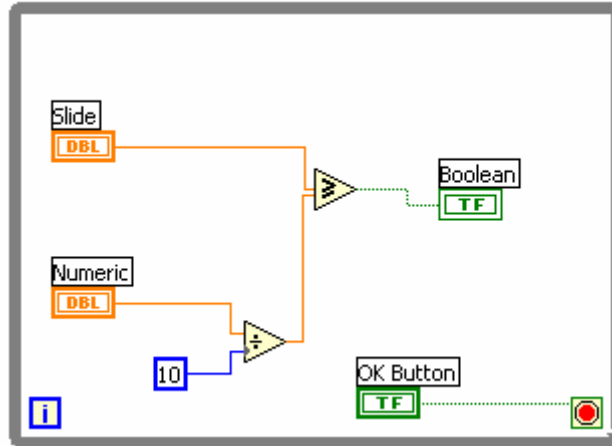 Slide
DBL
≥
Boolean
TF
Numeric
DBL
÷
10
OK Button
TF
i